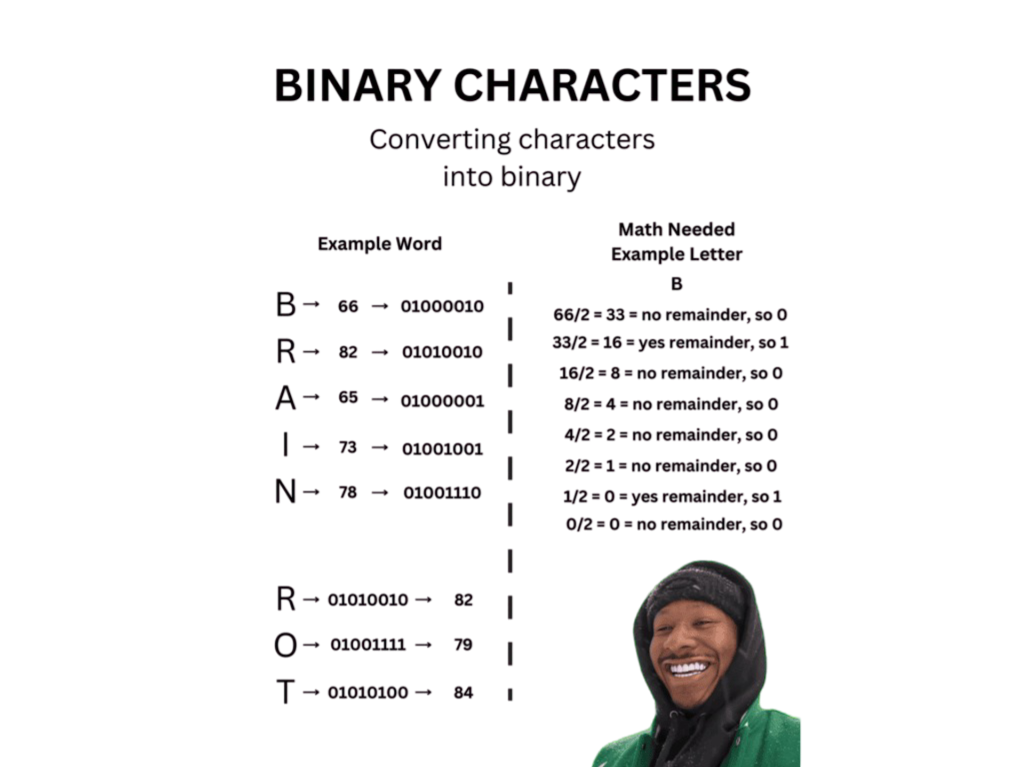 BINARY CHARACTERS
Converting characters
into binary
Example Word
B → 66 → 01000010
R → 82 → 01010010
A → 65 → 01000001
I → 73 → 01001001
N → 78 → 01001110
R → 01010010 → 82
O → 01001111 → 79
T → 01010100 → 84
Math Needed
Example Letter
B
66/2 = 33 = no remainder, so 0
33/2 = 16 = yes remainder, so 1
16/2 = 8 = no remainder, so 0
8/2 = 4 = no remainder, so 0
4/2 = 2 = no remainder, so 0
2/2 = 1 = no remainder, so 0
1/2 = 0 = yes remainder, so 1
0/2 = 0 = no remainder, so 0